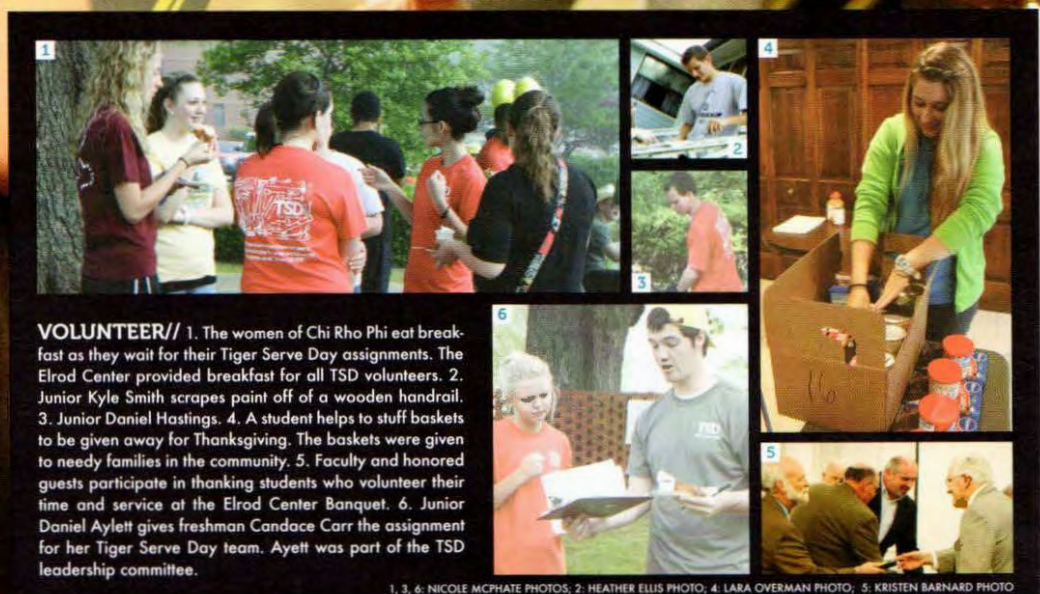 1
2
3
4
5
6
TSD
TSD
16
VOLUNTEER// 1. The women of Chi Rho Phi eat break-
fast as they wait for their Tiger Serve Day assignments. The
Elrod Center provided breakfast for all TSD volunteers. 2.
Junior Kyle Smith scrapes paint off of a wooden handrail.
3. Junior Daniel Hastings. 4. A student helps to stuff baskets
to be given away for Thanksgiving. The baskets were given
to needy families in the community. 5. Faculty and honored
guests participate in thanking students who volunteer their
time and service at the Elrod Center Banquet. 6. Junior
Daniel Aylett gives freshman Candace Carr the assignment
for her Tiger Serve Day team. Ayett was part of the TSD
leadership committee.
1, 3, 6: NICOLE MCPHATE PHOTOS; 2: HEATHER ELLIS PHOTO; 4: LARA OVERMAN PHOTO; 5: KRISTEN BARNARD PHOTO